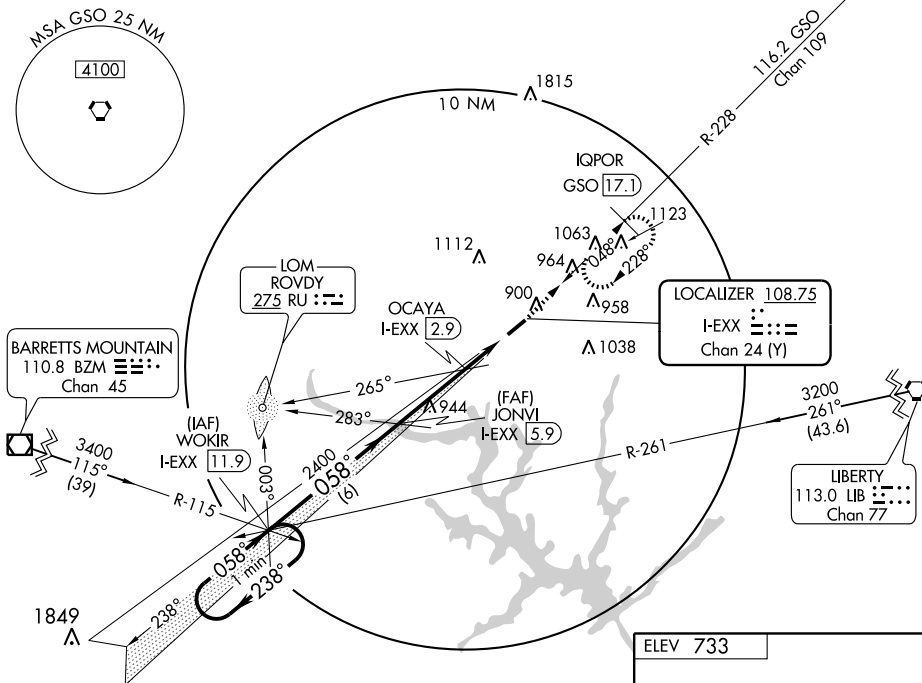 MSA GSO 25 NM
4100
116.2 GSO
Chan 109
R-228
1815
10 NM
IQPOR
GSO 17.1
1063
1123
048°
228°
1112
964
900
958
1038
LOM
ROVDY
275 RU
OCAYA
I-EXX 2.9
LOCALIZER 108.75
I-EXX
Chan 24 (Y)
BARRETTS MOUNTAIN
110.8 BZM
Chan 45
265°
283°
944
(FAF)
JONVI
I-EXX 5.9
3200
261°
(43.6)
R-261
LIBERTY
113.0 LIB
Chan 77
(IAF)
WOKIR
I-EXX 11.9
3400
115°
(39)
R-115
003°
2400
058°
(6)
058°
1 min
238°
238°
1849
ELEV 733